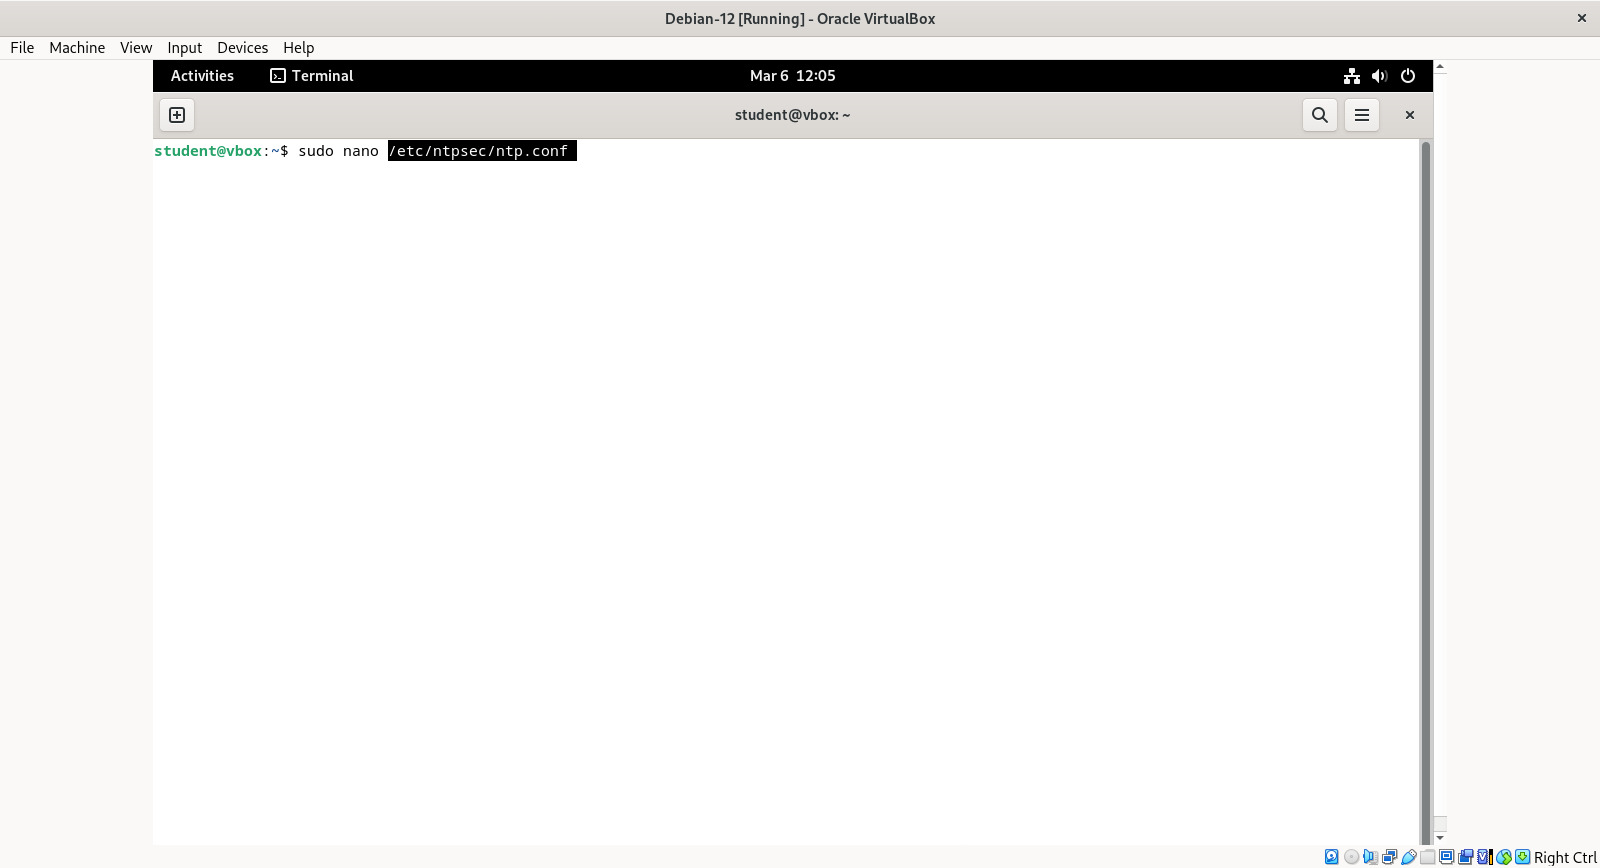 Debian-12 [Running] - Oracle VirtualBox
File Machine View Input Devices Help
Activities Terminal Mar 6 12:05
student@vbox: ~
student@vbox:~$ sudo nano /etc/ntpsec/ntp.conf
Right Ctrl